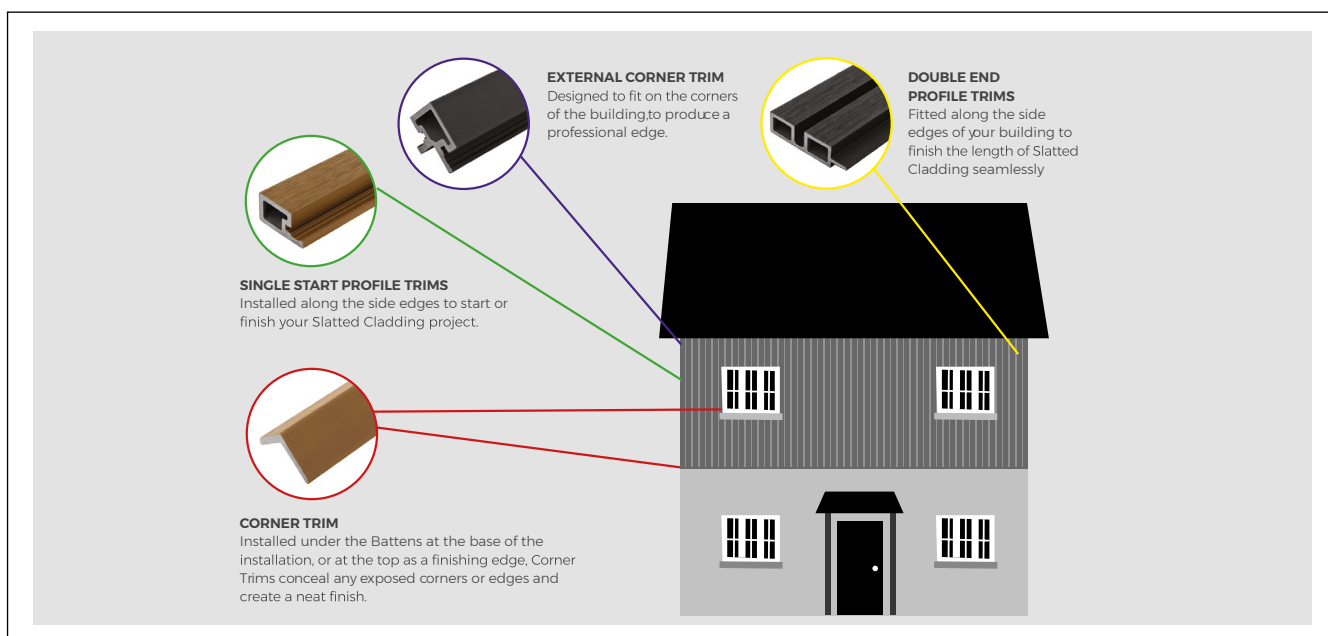 EXTERNAL CORNER TRIM
Designed to fit on the corners
of the building,to produce a
professional edge.
DOUBLE END
PROFILE TRIMS
Fitted along the side
edges of your building to
finish the length of Slatted
Cladding seamlessly
SINGLE START PROFILE TRIMS
Installed along the side edges to start or
finish your Slatted Cladding project.
CORNER TRIM
Installed under the Battens at the base of the
installation, or at the top as a finishing edge, Corner
Trims conceal any exposed corners or edges and
create a neat finish.